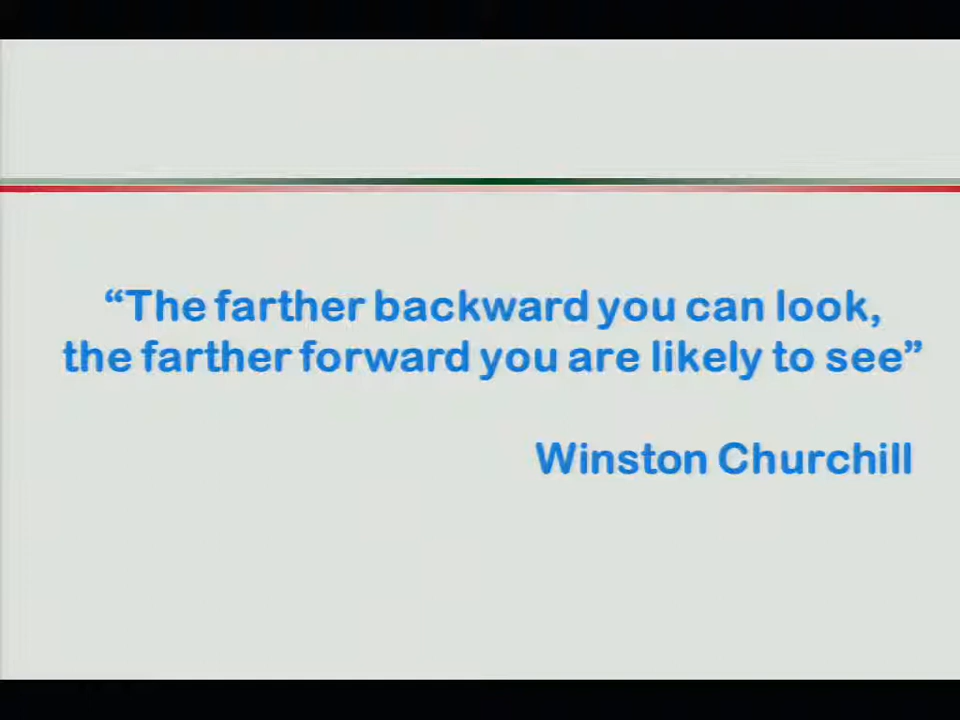 “The farther backward you can look,
the farther forward you are likely to see”
Winston Churchill